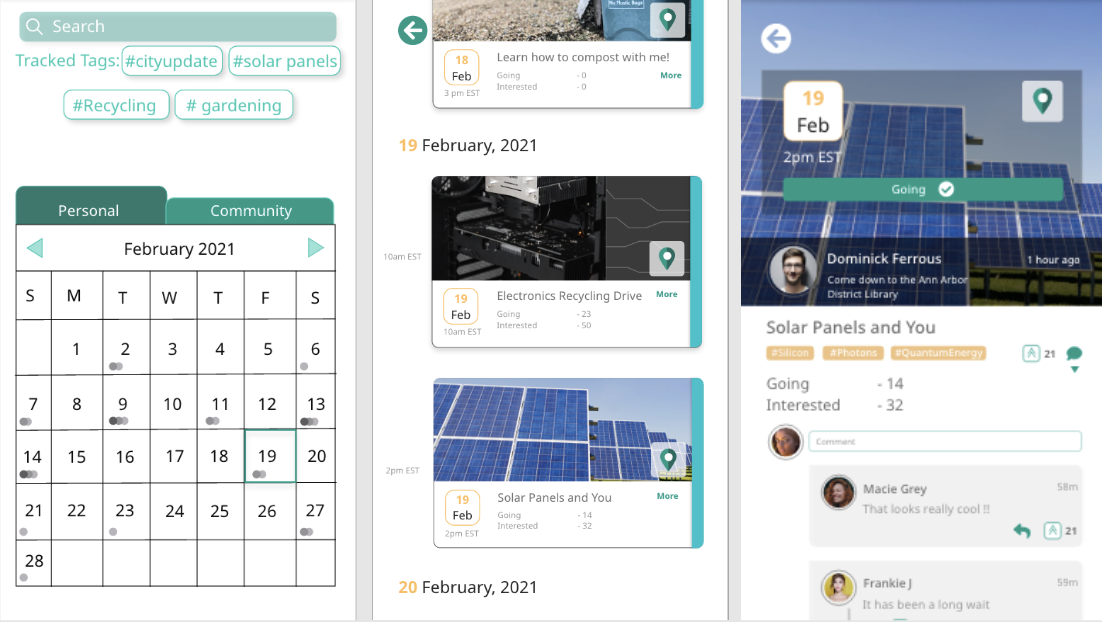 Search
Tracked Tags: #cityupdate #solar panels
#Recycling # gardening
Personal Community
February 2021
S M T W T F S
1 2 3 4 5 6
7 8 9 10 11 12 13
14 15 16 17 18 19 20
21 22 23 24 25 26 27
28
No Plastic Bags
18
Feb
3 pm EST
Learn how to compost with me!
Going - 0
Interested - 0
More
19 February, 2021
10am EST
19
Feb
10am EST
Electronics Recycling Drive
More
Going - 23
Interested - 50
2pm EST
19
Feb
2pm EST
Solar Panels and You
More
Going - 14
Interested - 32
20 February, 2021
19
Feb
2pm EST
Going
Dominick Ferrous
1 hour ago
Come down to the Ann Arbor
District Library
Solar Panels and You
#Silicon #Photons #QuantumEnergy 21
Going - 14
Interested - 32
Comment
Macie Grey 58m
That looks really cool !!
21
Frankie J 59m
It has been a long wait